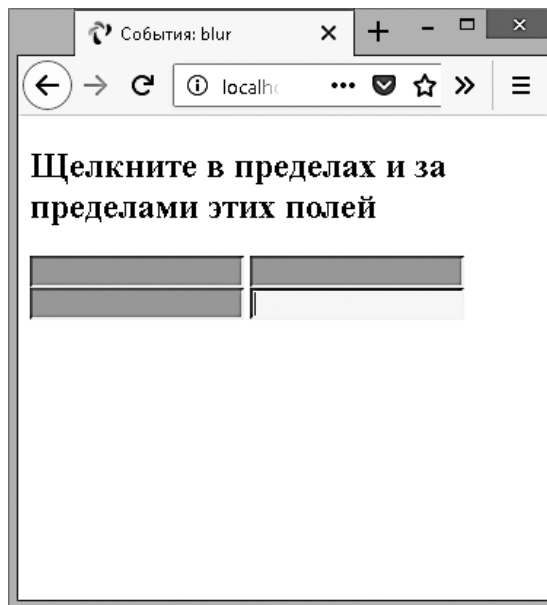 События: blur
localh
Щелкните в пределах и за
пределами этих полей